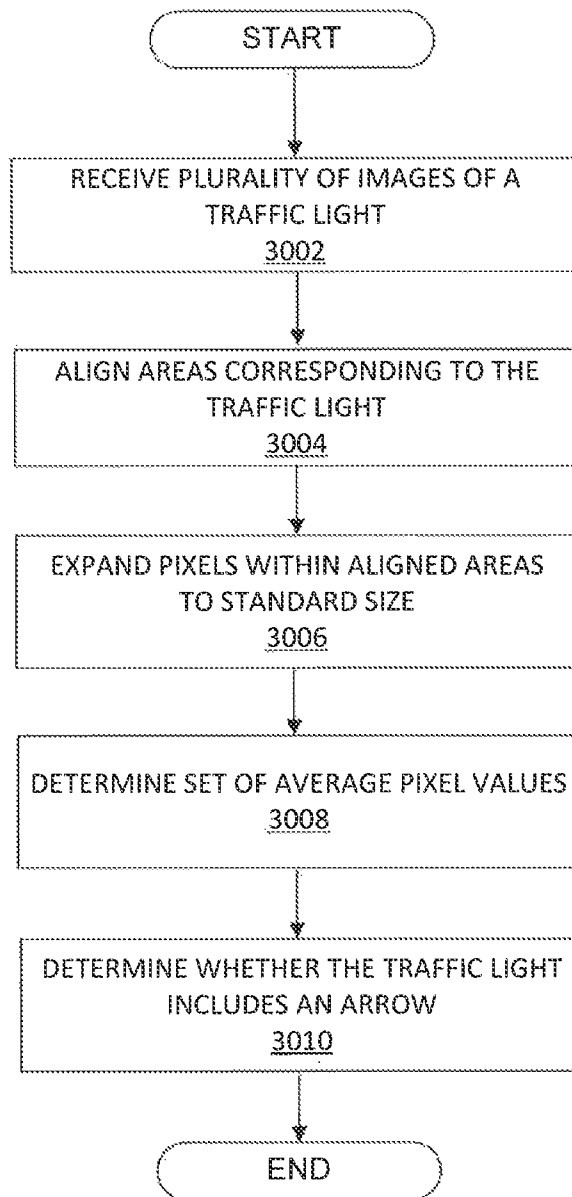 START
RECEIVE PLURALITY OF IMAGES OF A
TRAFFIC LIGHT
3002
ALIGN AREAS CORRESPONDING TO THE
TRAFFIC LIGHT
3004
EXPAND PIXELS WITHIN ALIGNED AREAS
TO STANDARD SIZE
3006
DETERMINE SET OF AVERAGE PIXEL VALUES
3008
DETERMINE WHETHER THE TRAFFIC LIGHT
INCLUDES AN ARROW
3010
END